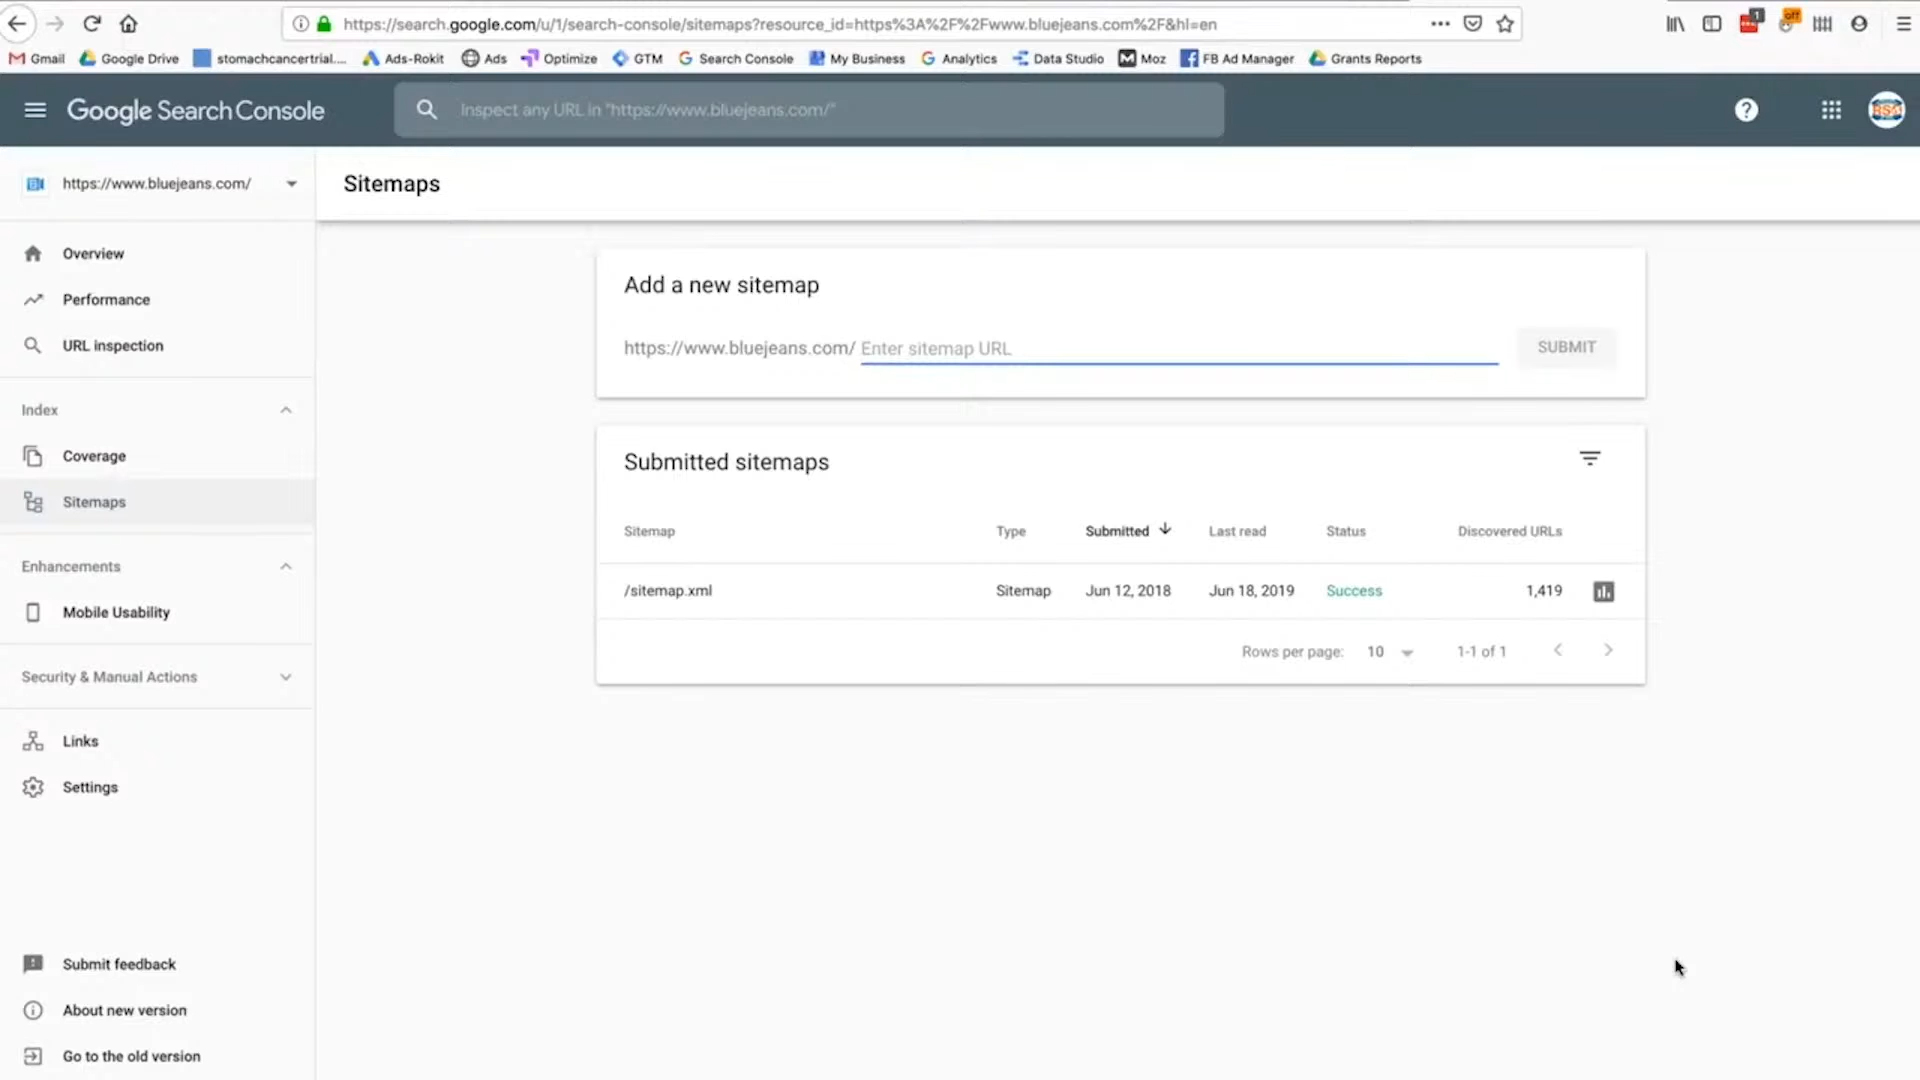 https://search.google.com/u/1/search-console/sitemaps?resource_id=https%3A%2F%2Fwww.bluejeans.com%2F&hl=en
1
off
Gmail
Google Drive
stomachcancertrial....
Ads-Rokit
Ads
Optimize
GTM
Search Console
My Business
Analytics
Data Studio
Moz
FB Ad Manager
Grants Reports
Google Search Console
Inspect any URL in "https://www.bluejeans.com/"
https://www.bluejeans.com/
Sitemaps
Overview
Performance
URL inspection
Index
Coverage
Sitemaps
Enhancements
Mobile Usability
Security & Manual Actions
Links
Settings
Submit feedback
About new version
Go to the old version
Add a new sitemap
https://www.bluejeans.com/ Enter sitemap URL
SUBMIT
Submitted sitemaps
Sitemap Type Submitted Last read Status Discovered URLs
/sitemap.xml Sitemap Jun 12, 2018 Jun 18, 2019 Success 1,419
Rows per page: 10 1-1 of 1